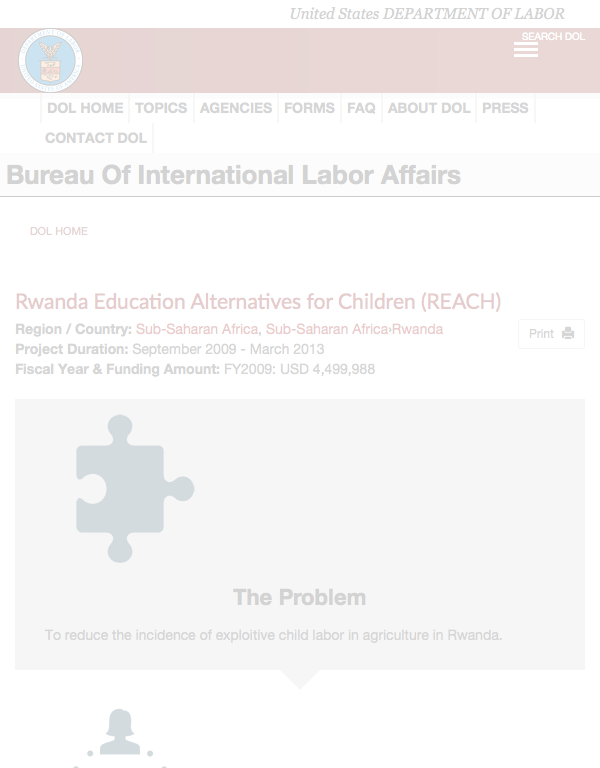 United States DEPARTMENT OF LABOR
SEARCH DOL
DOL HOME TOPICS AGENCIES FORMS FAQ ABOUT DOL PRESS
CONTACT DOL
Bureau Of International Labor Affairs
DOL HOME
Rwanda Education Alternatives for Children (REACH)
Region / Country: Sub-Saharan Africa, Sub-Saharan Africa›Rwanda
Print
Project Duration: September 2009 - March 2013
Fiscal Year & Funding Amount: FY2009: USD 4,499,988
The Problem
To reduce the incidence of exploitive child labor in agriculture in Rwanda.